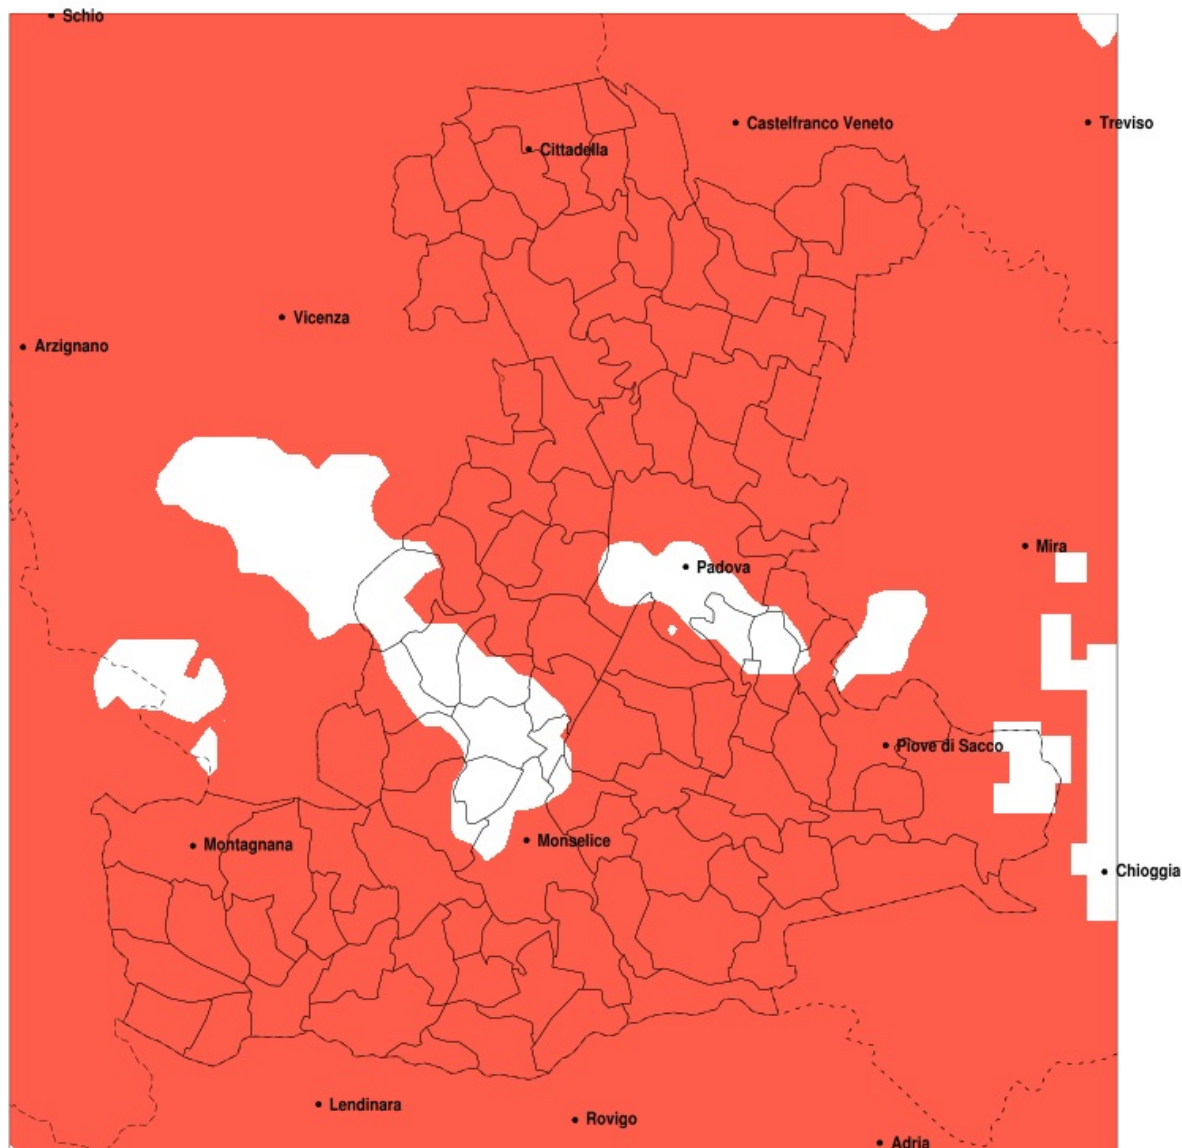 Schio
Castelfranco Veneto
Treviso
Cittadella
Vicenza
Arzignano
Mira
Padova
Piove di Sacco
Monselice
Montagnana
Chioggia
Lendinara
Rovigo
Adria